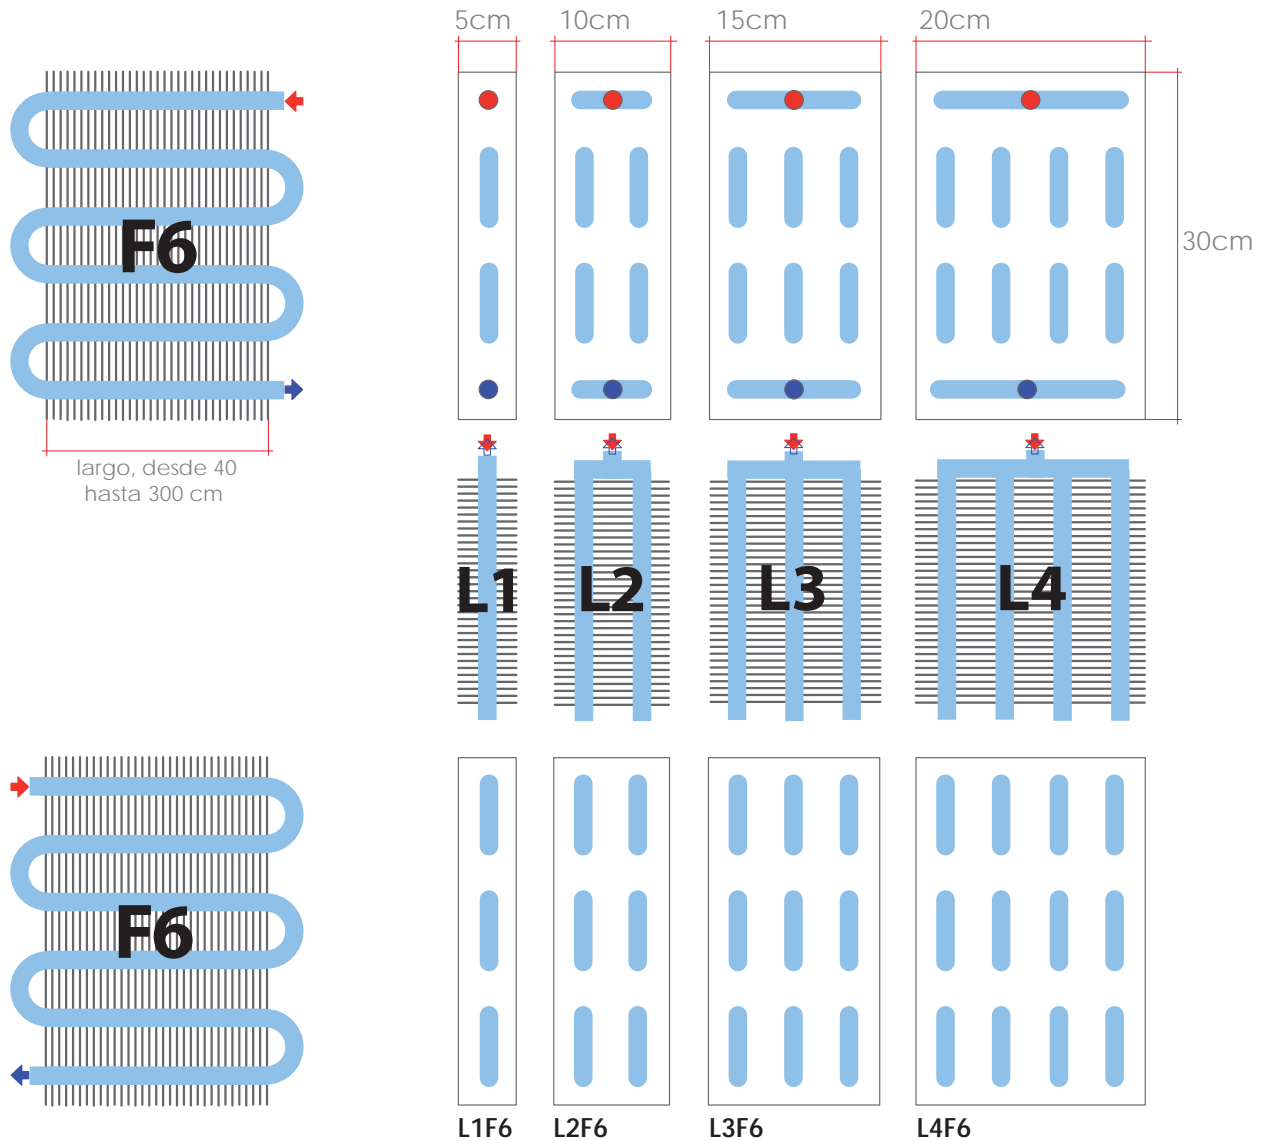 5cm
10cm
15cm
20cm
30cm
F6
largo, desde 40
hasta 300 cm
L1
L2
L3
L4
F6
L1F6
L2F6
L3F6
L4F6